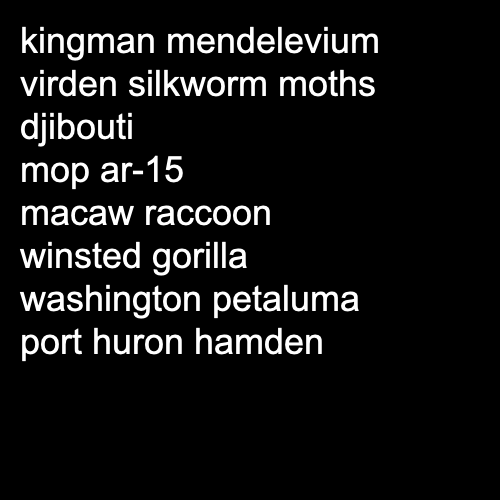 kingman mendelevium
virden silkworm moths
djibouti
mop ar-15
macaw raccoon
winsted gorilla
washington petaluma
port huron hamden